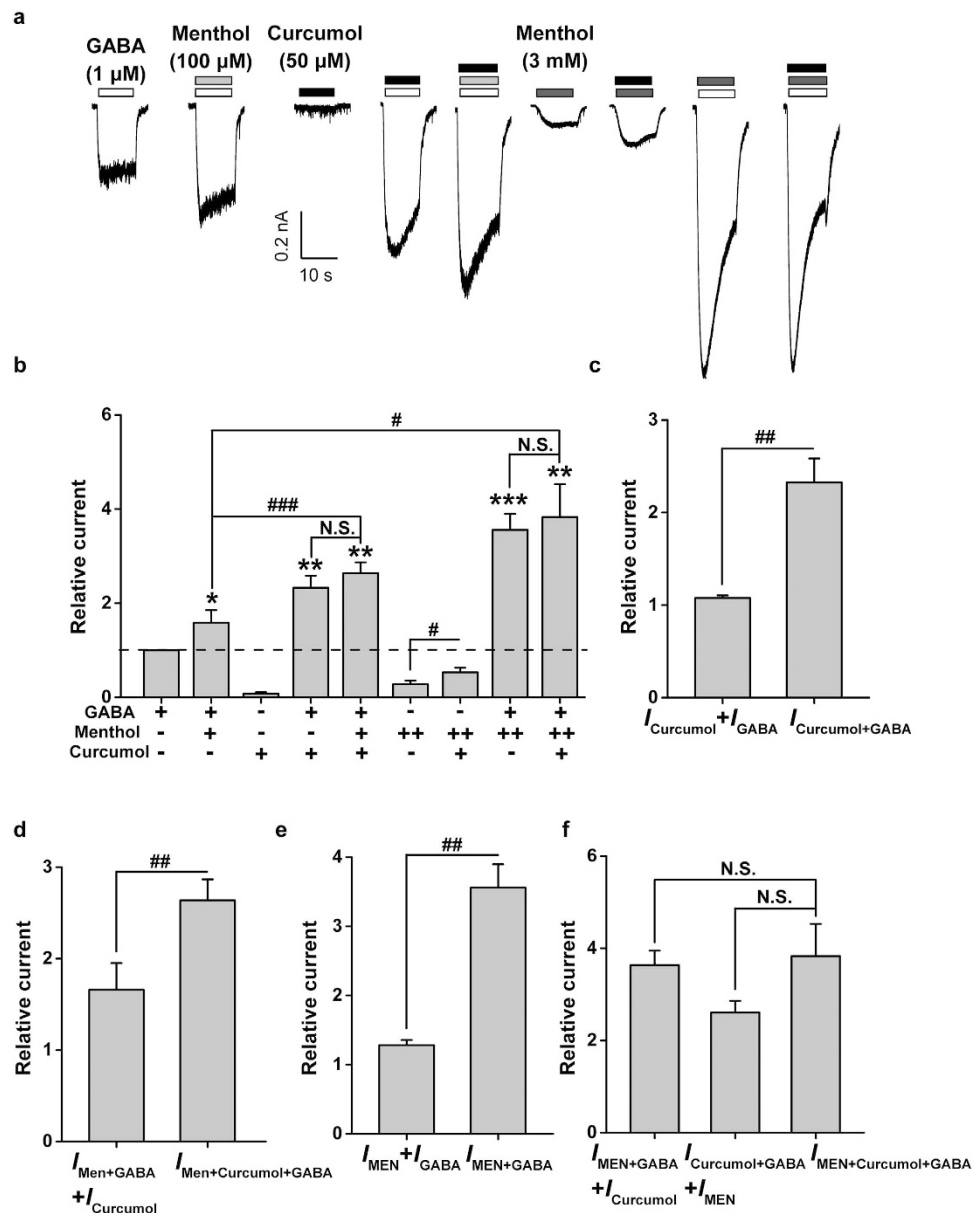 a
GABA
(1 µM)
Menthol
(100 µM)
Curcumol
(50 µM)
Menthol
(3 mM)
0.2 nA
10 s
b
Relative current
6
4
2
0
*
**
**
***
**
#
###
N.S.
#
N.S.
GABA + + - + + - - + +
Menthol - + - - + ++ ++ ++ ++
Curcumol - - + + + - + - +
c
Relative current
3
2
1
0
##
ICurcumol+IGABA
ICurcumol+GABA
d
Relative current
3
2
1
0
##
IMen+GABA
+ICurcumol
IMen+Curcumol+GABA
e
Relative current
4
3
2
1
0
##
IMEN+IGABA
IMEN+GABA
f
Relative current
6
4
2
0
N.S.
N.S.
IMEN+GABA
+ICurcumol
ICurcumol+GABA
+IMEN
IMEN+Curcumol+GABA